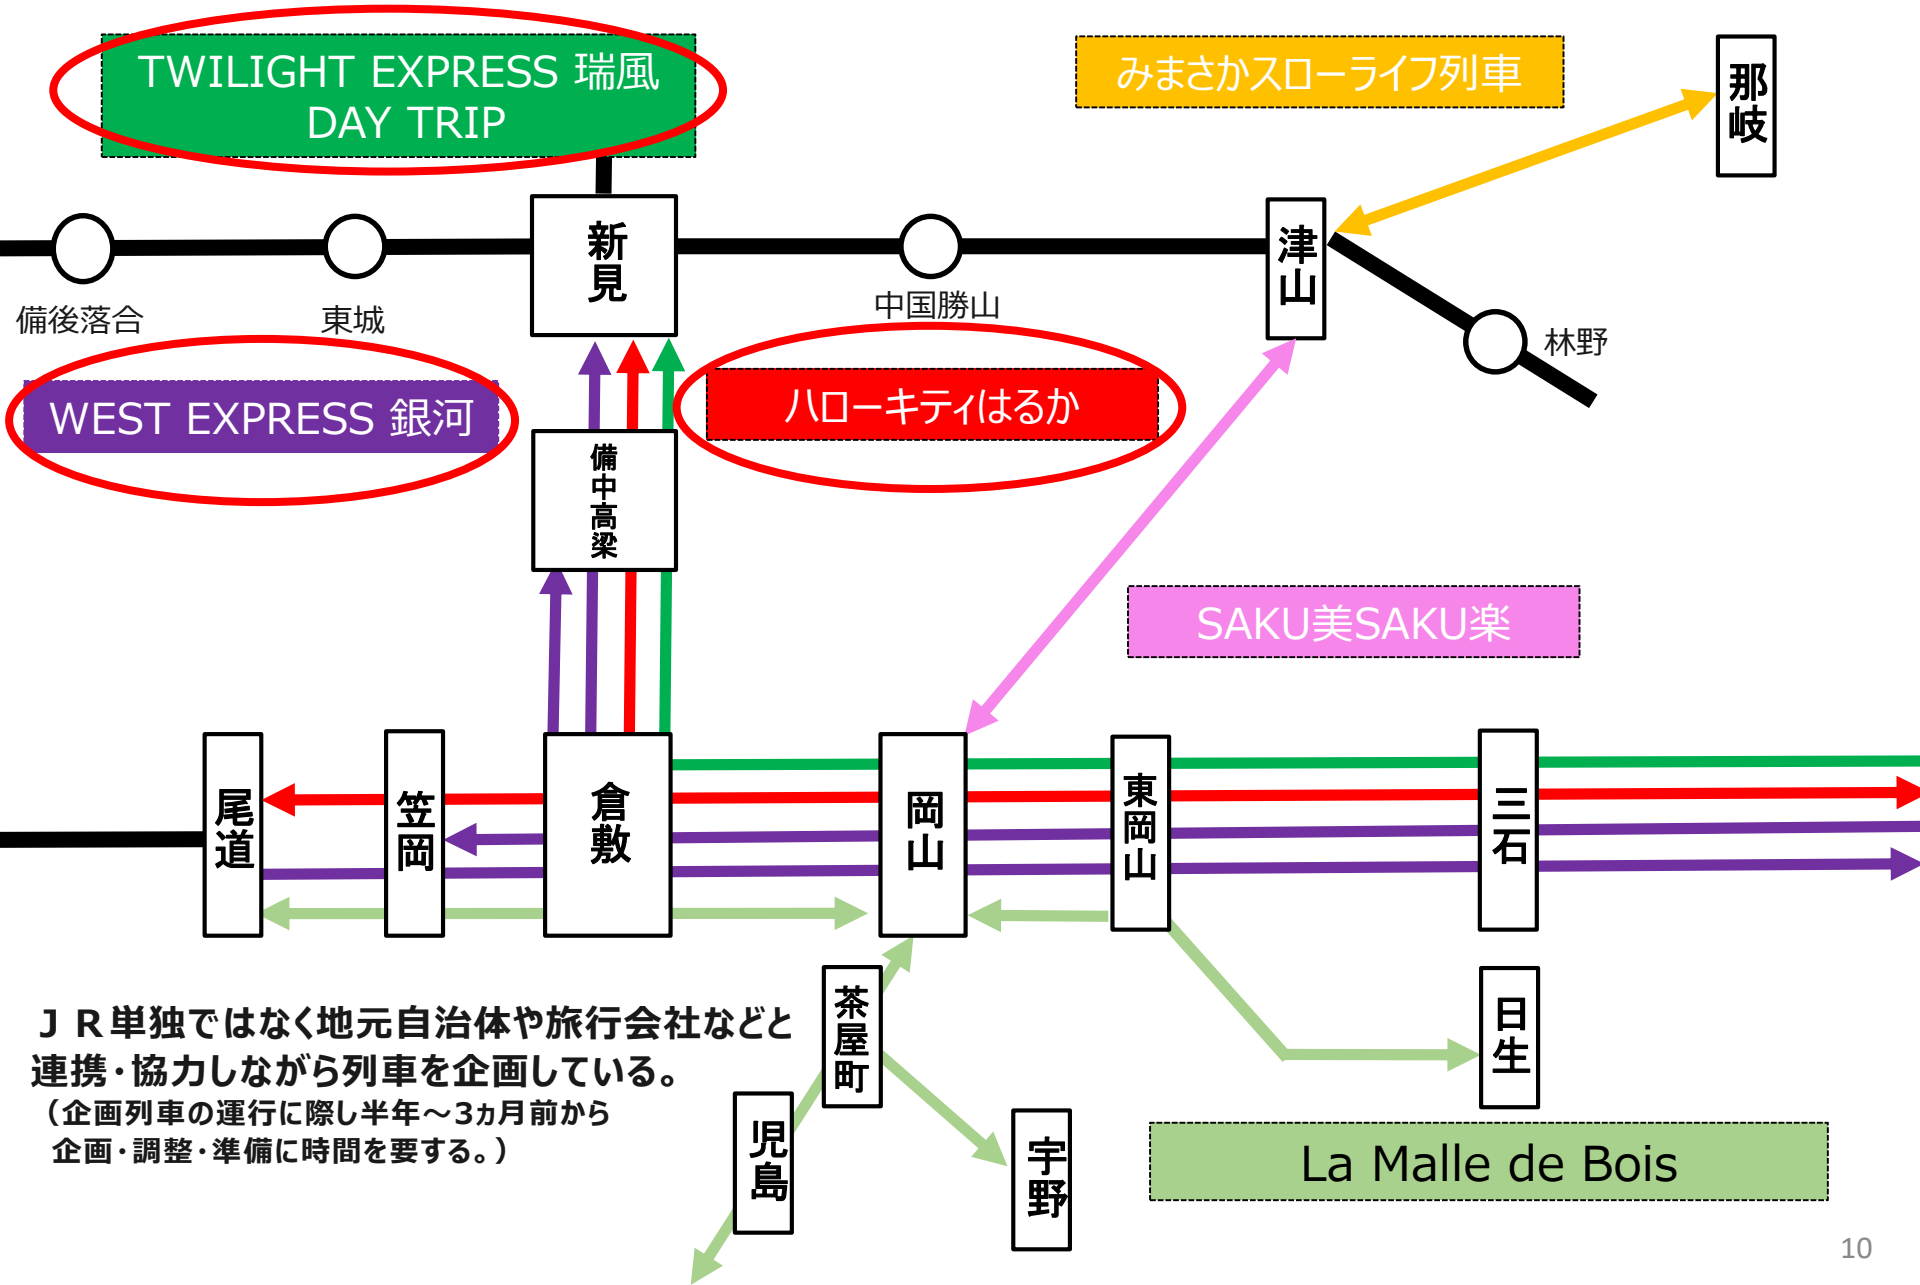 TWILIGHT EXPRESS 瑞風
DAY TRIP
みまさかスローライフ列車
那岐
新見
津山
備後落合
東城
中国勝山
林野
WEST EXPRESS 銀河
ハローキティはるか
備中高梁
SAKU美SAKU楽
尾道
笠岡
倉敷
岡山
東岡山
三石
ＪＲ単独ではなく地元自治体や旅行会社などと
連携・協力しながら列車を企画している。
（企画列車の運行に際し半年～3ヵ月前から
企画・調整・準備に時間を要する。）
茶屋町
児島
宇野
日生
La Malle de Bois
10